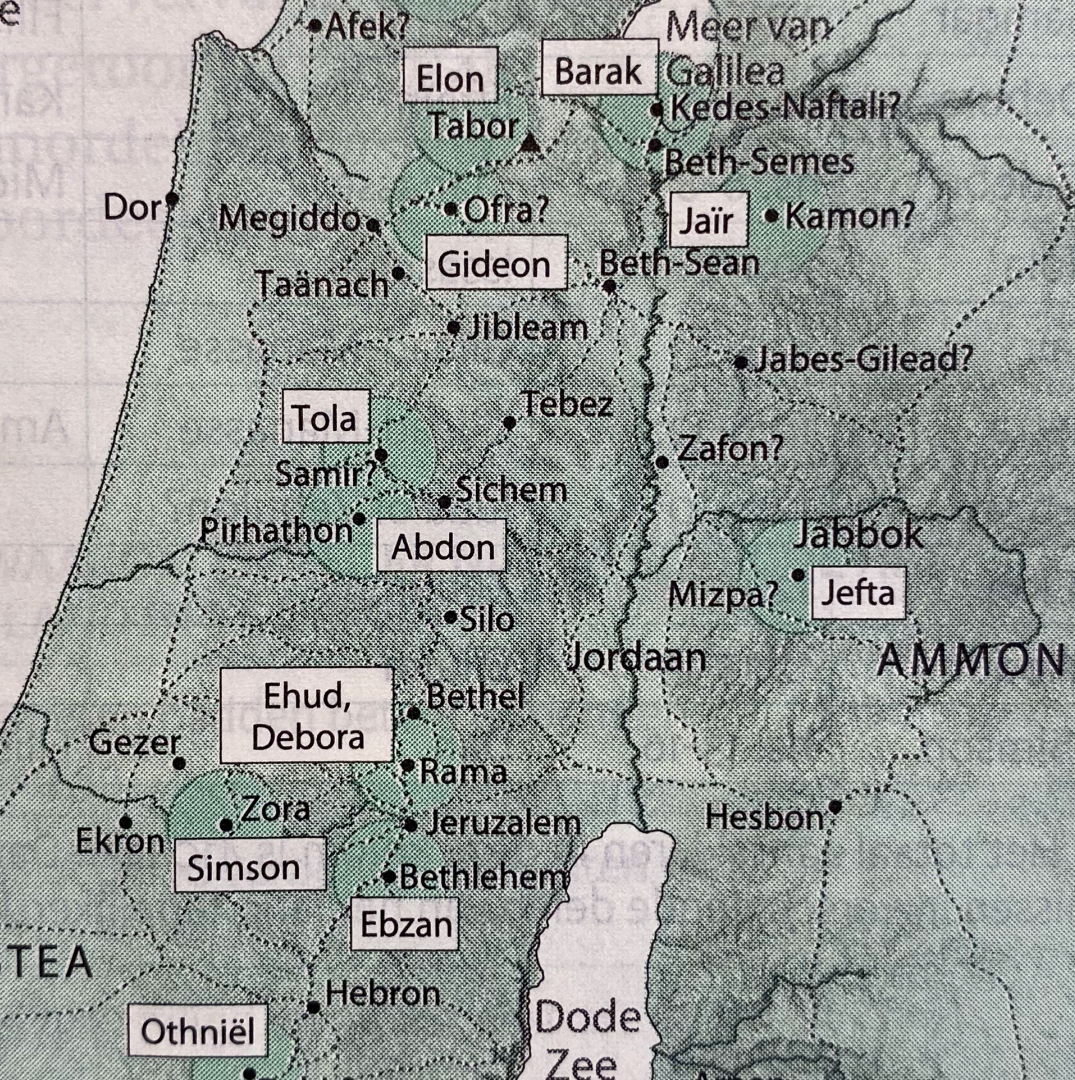 e
Afek?
Meer van
Galilea
Elon
Barak
Kedes-Naftali?
Tabor
Beth-Semes
Dor
Megiddo
Ofra?
Jaïr
Kamon?
Gideon
Beth-Sean
Taänach
Jibleam
Jabes-Gilead?
Tola
Tebez
Samir?
Zafon?
Sichem
Pirhathon
Abdon
Jabbok
Mizpa?
Jefta
Silo
Jordaan
AMMON
Ehud,
Debora
Bethel
Gezer
Rama
Zora
Jeruzalem
Hesbon
Ekron
Simson
Bethlehem
Ebzan
STEA
Hebron
Othniël
Dode
Zee